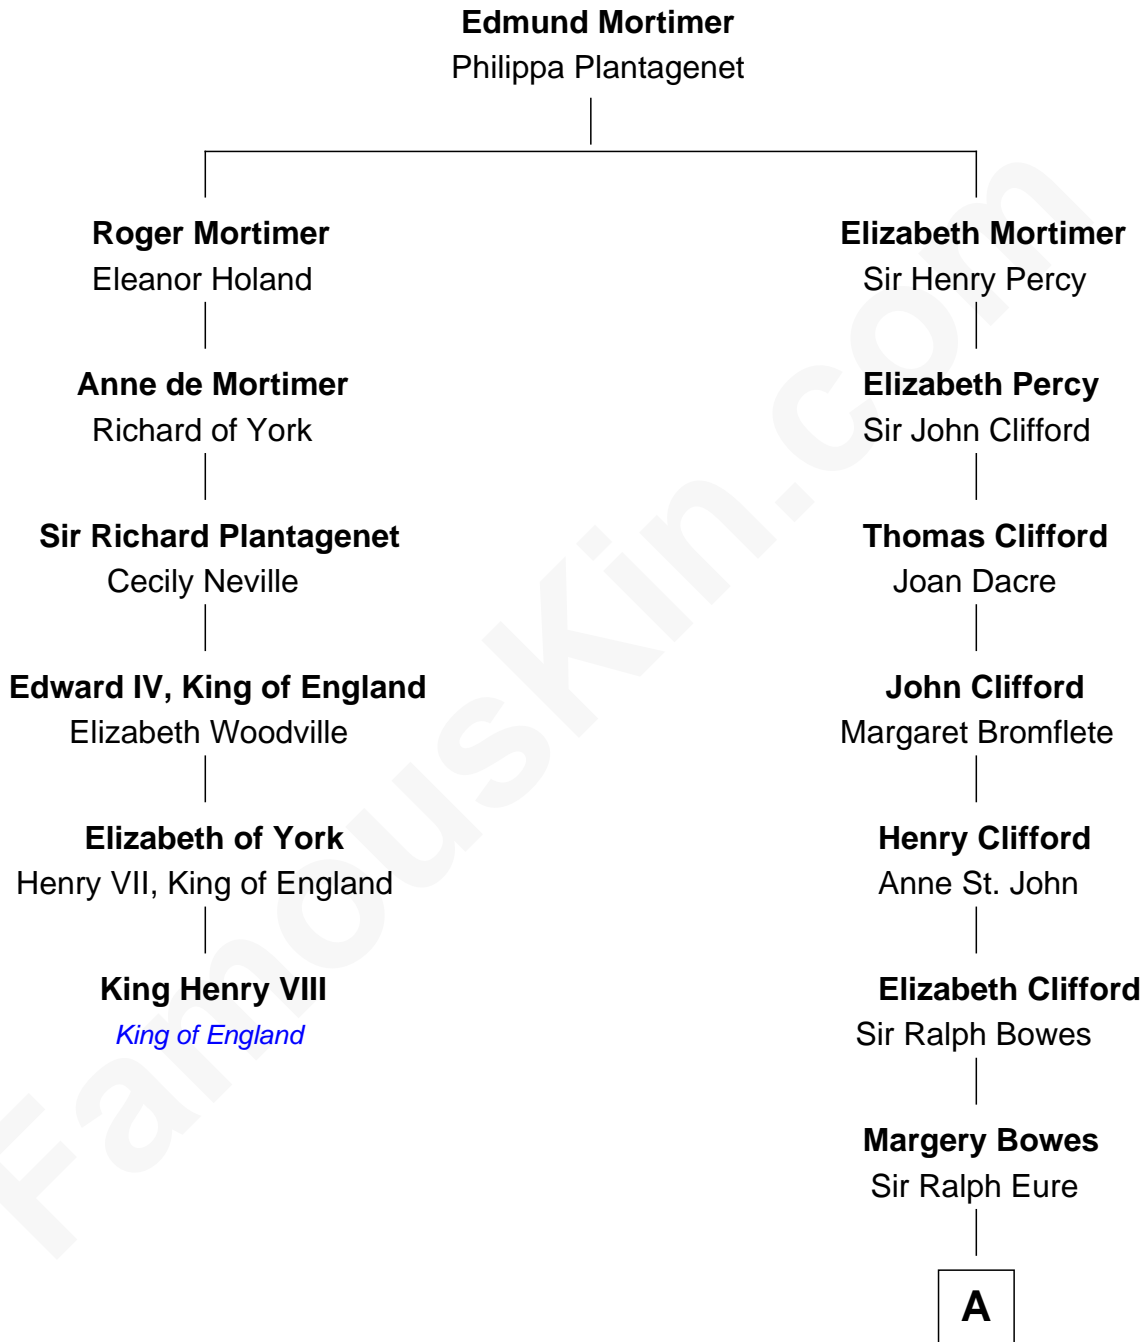 Edmund Mortimer
Philippa Plantagenet
Roger Mortimer
Eleanor Holand
Anne de Mortimer
Richard of York
Sir Richard Plantagenet
Cecily Neville
Edward IV, King of England
Elizabeth Woodville
Elizabeth of York
Henry VII, King of England
King Henry VIII
King of England
Elizabeth Mortimer
Sir Henry Percy
Elizabeth Percy
Sir John Clifford
Thomas Clifford
Joan Dacre
John Clifford
Margaret Bromflete
Henry Clifford
Anne St. John
Elizabeth Clifford
Sir Ralph Bowes
Margery Bowes
Sir Ralph Eure
A
FamousKin.com